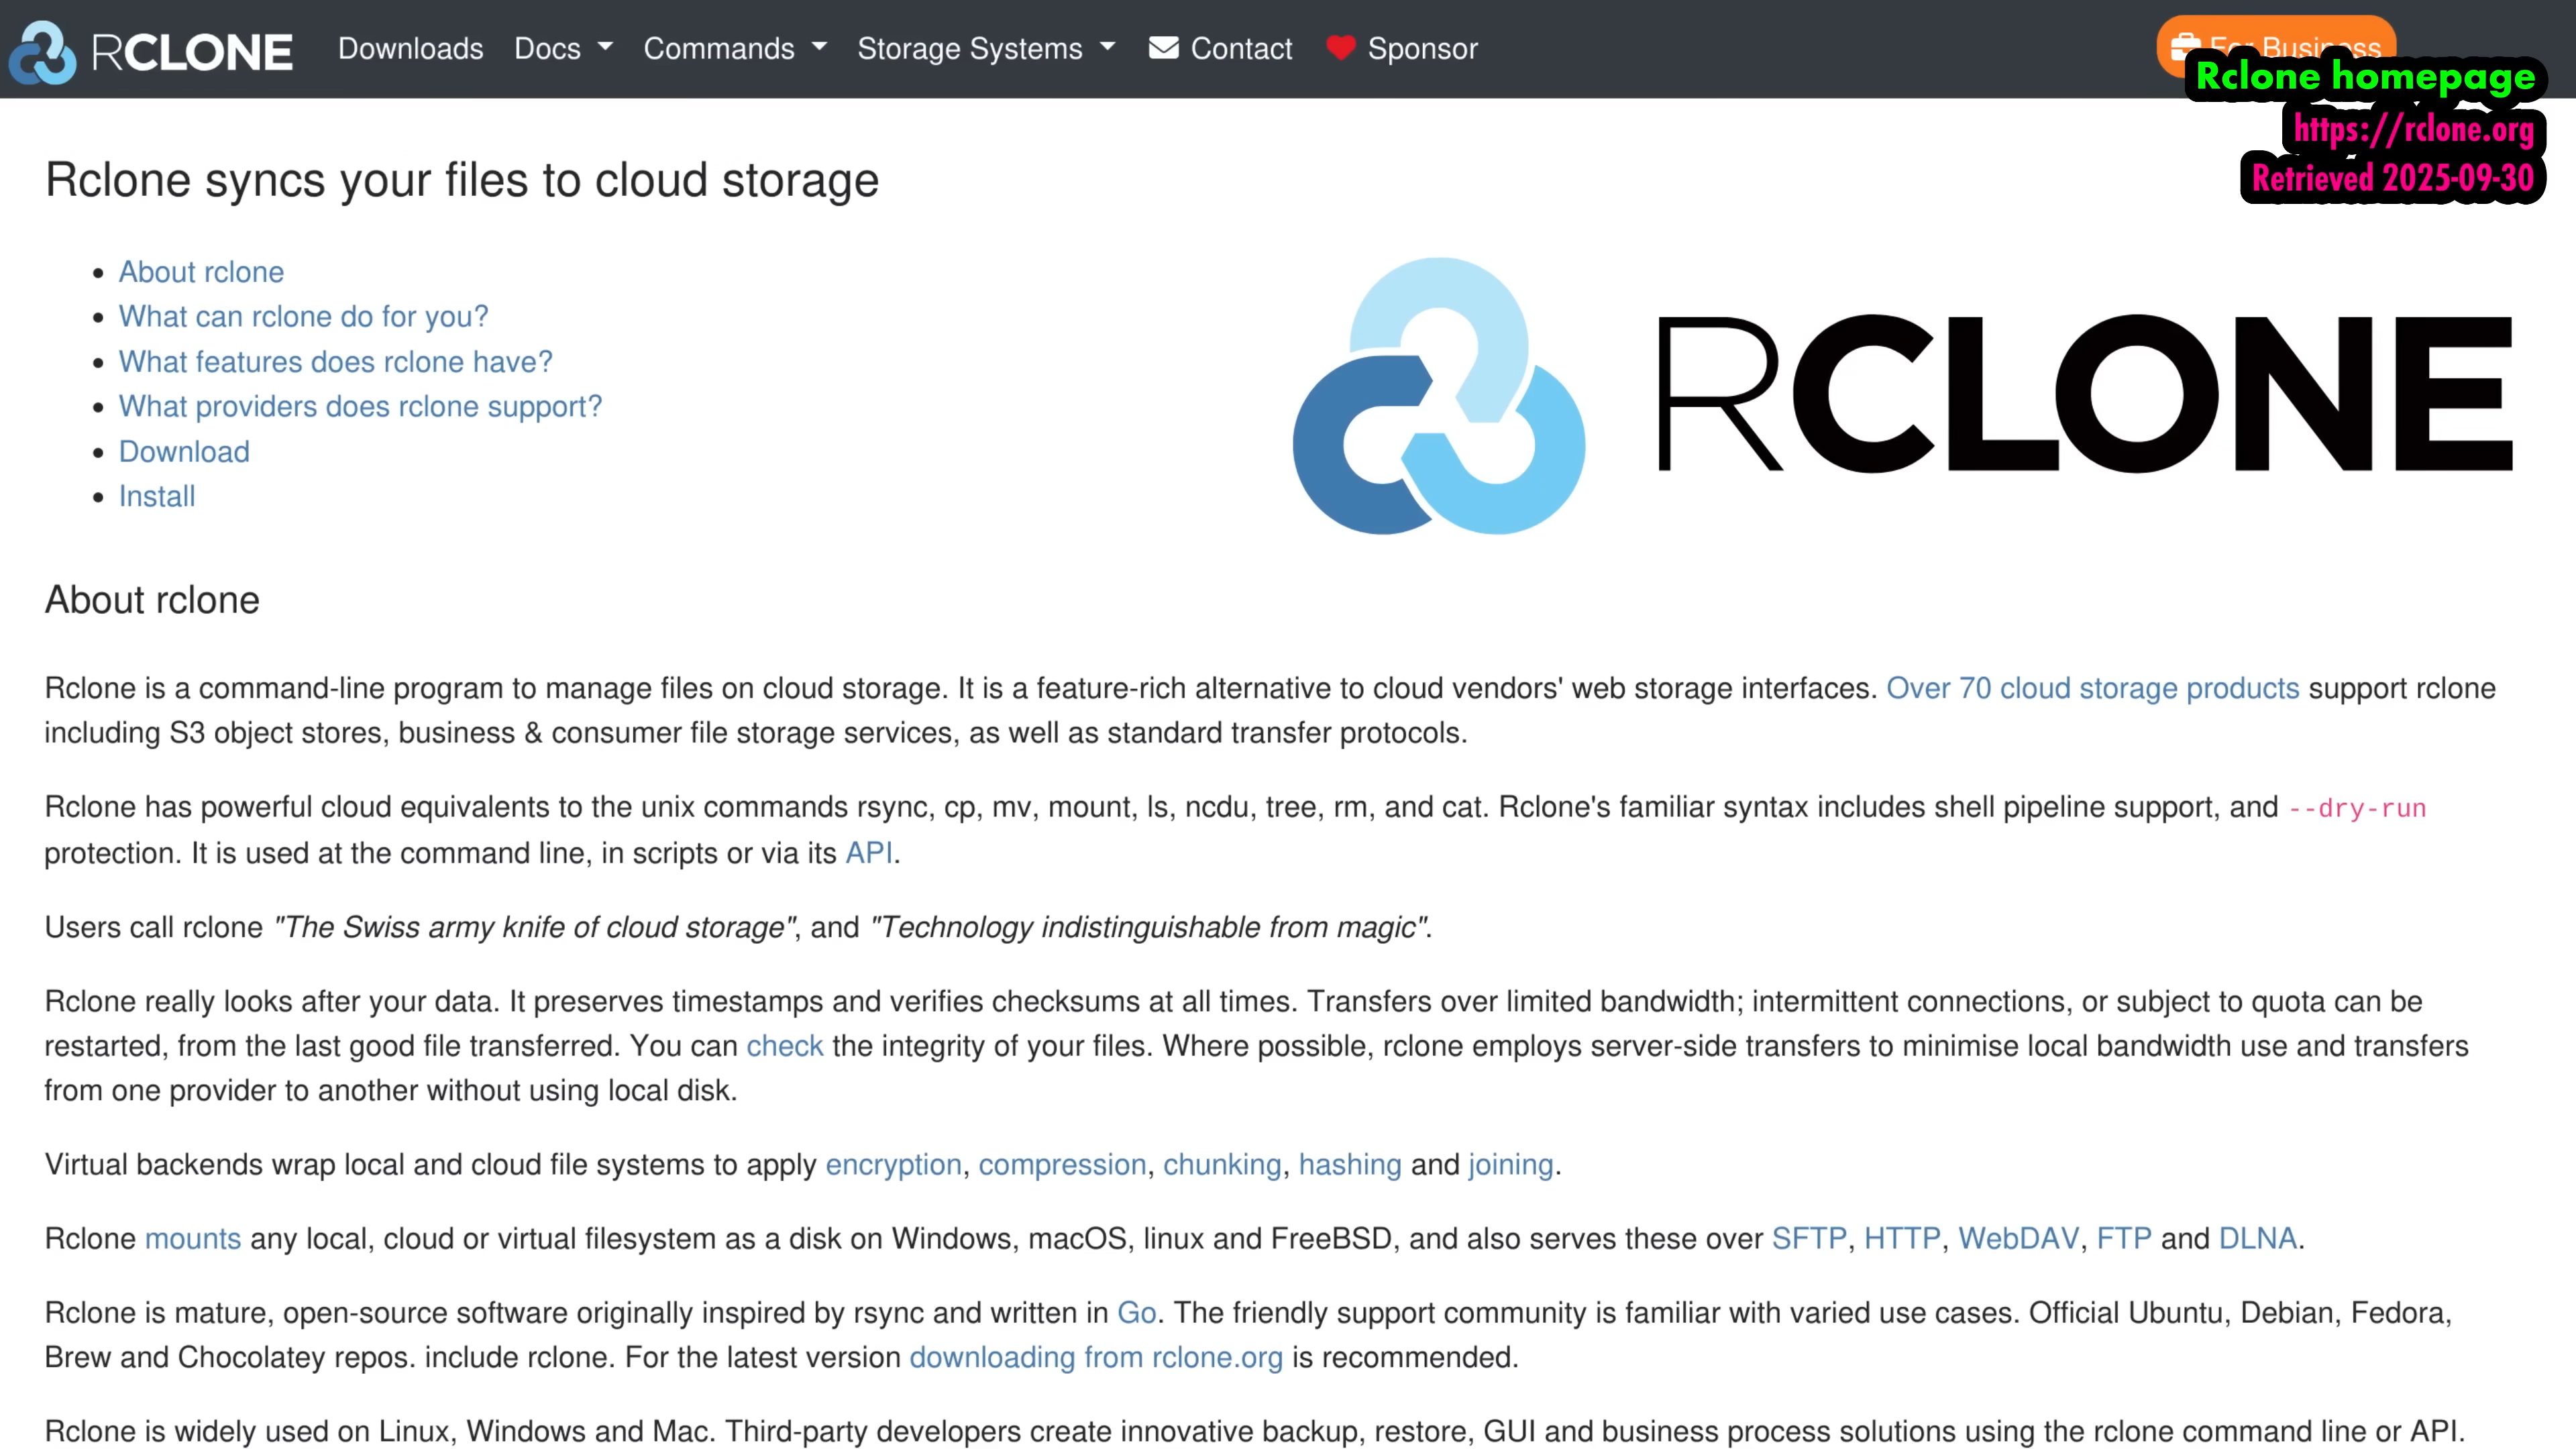 RCLONE Downloads Docs Commands Storage Systems Contact Sponsor For Business
Rclone homepage
https://rclone.org
Retrieved 2025-09-30
Rclone syncs your files to cloud storage
About rclone
What can rclone do for you?
What features does rclone have?
What providers does rclone support?
Download
Install
RCLONE
About rclone
Rclone is a command-line program to manage files on cloud storage. It is a feature-rich alternative to cloud vendors' web storage interfaces. Over 70 cloud storage products support rclone
including S3 object stores, business & consumer file storage services, as well as standard transfer protocols.
Rclone has powerful cloud equivalents to the unix commands rsync, cp, mv, mount, ls, ncdu, tree, rm, and cat. Rclone's familiar syntax includes shell pipeline support, and --dry-run
protection. It is used at the command line, in scripts or via its API.
Users call rclone "The Swiss army knife of cloud storage", and "Technology indistinguishable from magic".
Rclone really looks after your data. It preserves timestamps and verifies checksums at all times. Transfers over limited bandwidth; intermittent connections, or subject to quota can be
restarted, from the last good file transferred. You can check the integrity of your files. Where possible, rclone employs server-side transfers to minimise local bandwidth use and transfers
from one provider to another without using local disk.
Virtual backends wrap local and cloud file systems to apply encryption, compression, chunking, hashing and joining.
Rclone mounts any local, cloud or virtual filesystem as a disk on Windows, macOS, linux and FreeBSD, and also serves these over SFTP, HTTP, WebDAV, FTP and DLNA.
Rclone is mature, open-source software originally inspired by rsync and written in Go. The friendly support community is familiar with varied use cases. Official Ubuntu, Debian, Fedora,
Brew and Chocolatey repos. include rclone. For the latest version downloading from rclone.org is recommended.
Rclone is widely used on Linux, Windows and Mac. Third-party developers create innovative backup, restore, GUI and business process solutions using the rclone command line or API.